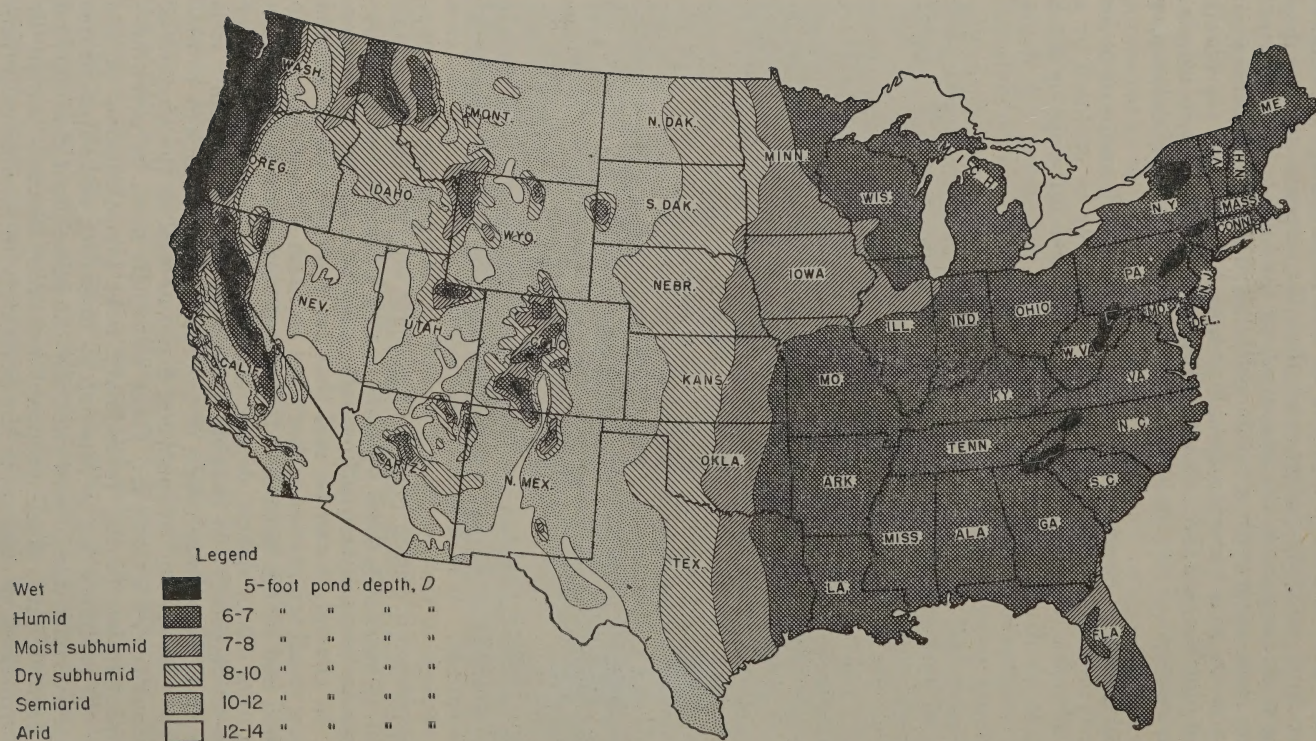 WASH.
MONT.
N. DAK.
MINN.
ME.
OREG.
IDAHO
WYO.
S. DAK.
WIS.
MICH.
VT.
N.H.
N.Y.
MASS.
CONN.
R.I.
NEV.
UTAH
COLO.
NEBR.
IOWA
ILL.
IND.
OHIO
PA.
N.J.
MD.
DEL.
W.V.
VA.
CALIF.
KANS.
MO.
KY.
ARIZ.
N. MEX.
OKLA.
ARK.
TENN.
N.C.
S.C.
TEX.
LA.
MISS.
ALA.
GA.
FLA.
Legend
Wet 5-foot pond depth, D
Humid 6-7 " " " "
Moist subhumid 7-8 " " " "
Dry subhumid 8-10 " " " "
Semiarid 10-12 " " " "
Arid 12-14 " " " "